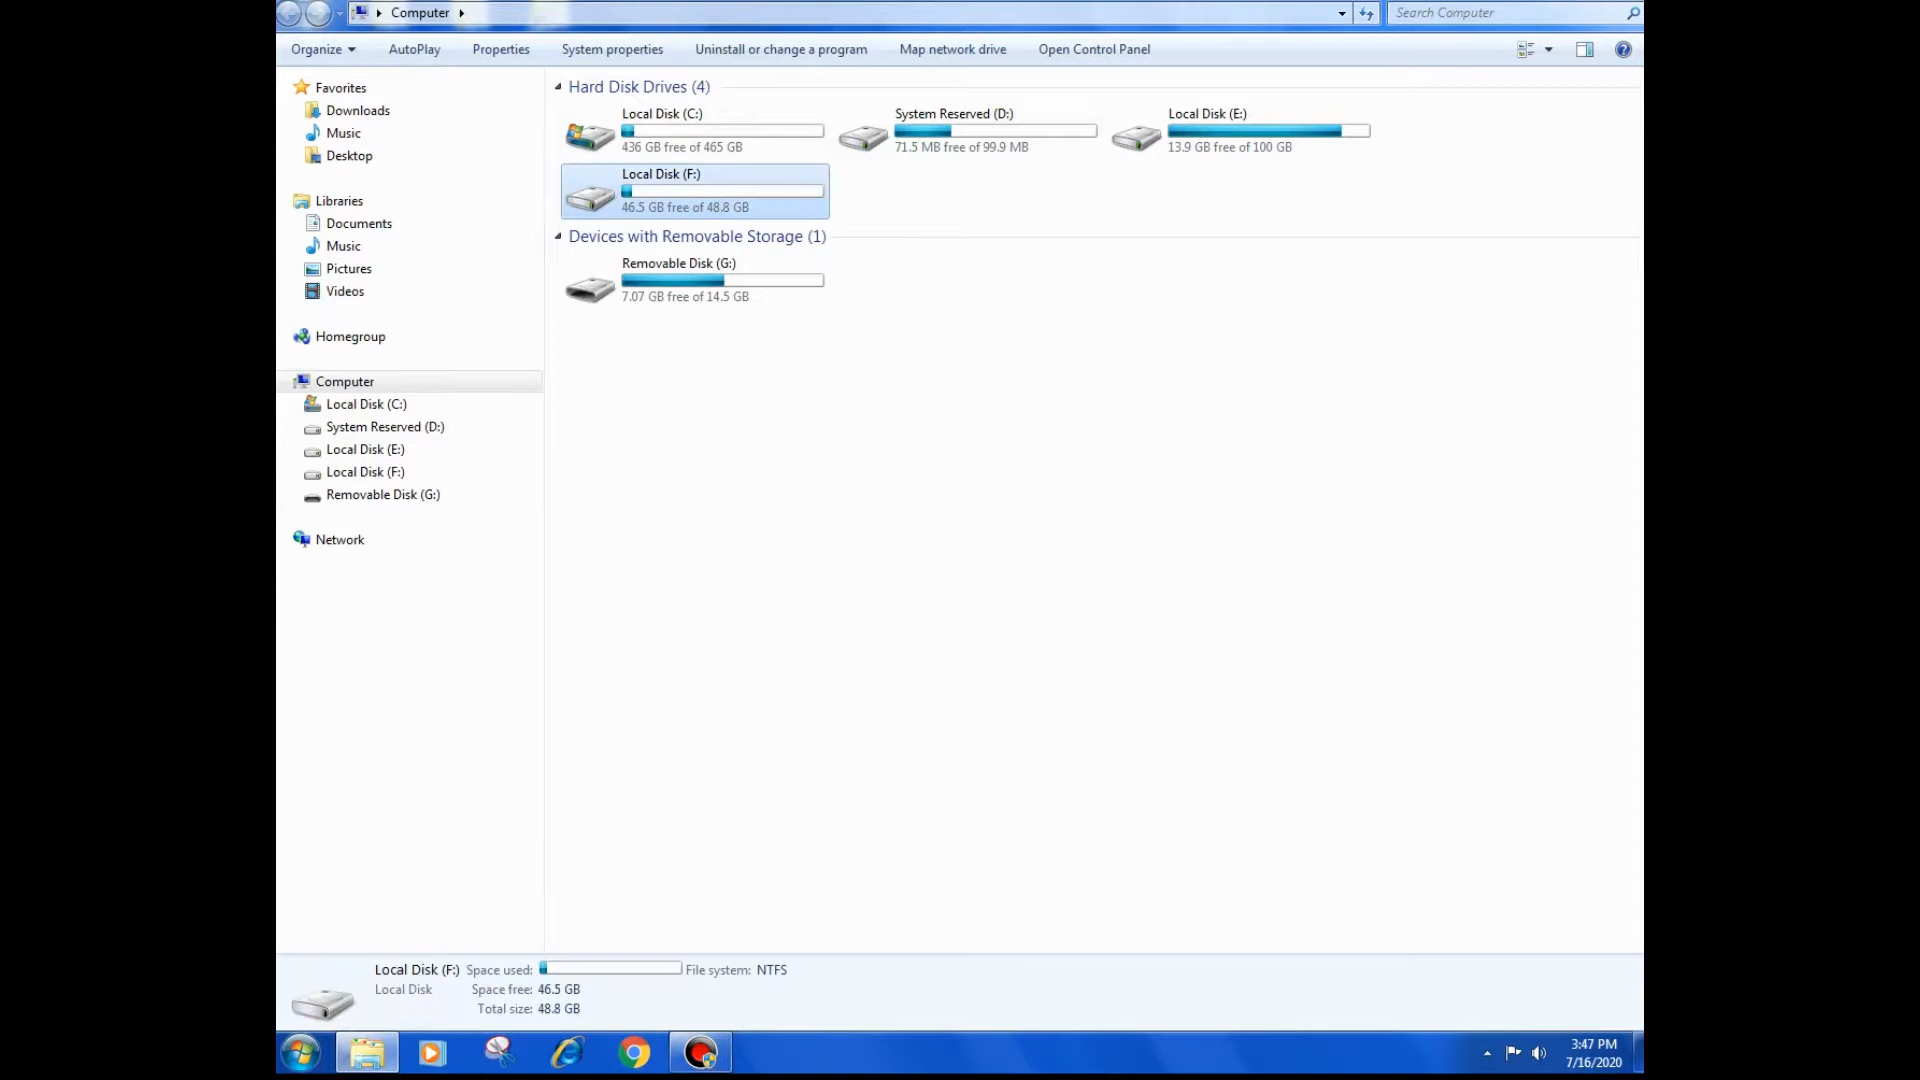 Computer
Search Computer
Organize AutoPlay Properties System properties Uninstall or change a program Map network drive Open Control Panel
Favorites
Downloads
Music
Desktop
Libraries
Documents
Music
Pictures
Videos
Homegroup
Computer
Local Disk (C:)
System Reserved (D:)
Local Disk (E:)
Local Disk (F:)
Removable Disk (G:)
Network
Hard Disk Drives (4)
Local Disk (C:)
436 GB free of 465 GB
System Reserved (D:)
71.5 MB free of 99.9 MB
Local Disk (E:)
13.9 GB free of 100 GB
Local Disk (F:)
46.5 GB free of 48.8 GB
Devices with Removable Storage (1)
Removable Disk (G:)
7.07 GB free of 14.5 GB
Local Disk (F:) Space used: File system: NTFS
Local Disk Space free: 46.5 GB
Total size: 48.8 GB
3:47 PM
7/16/2020